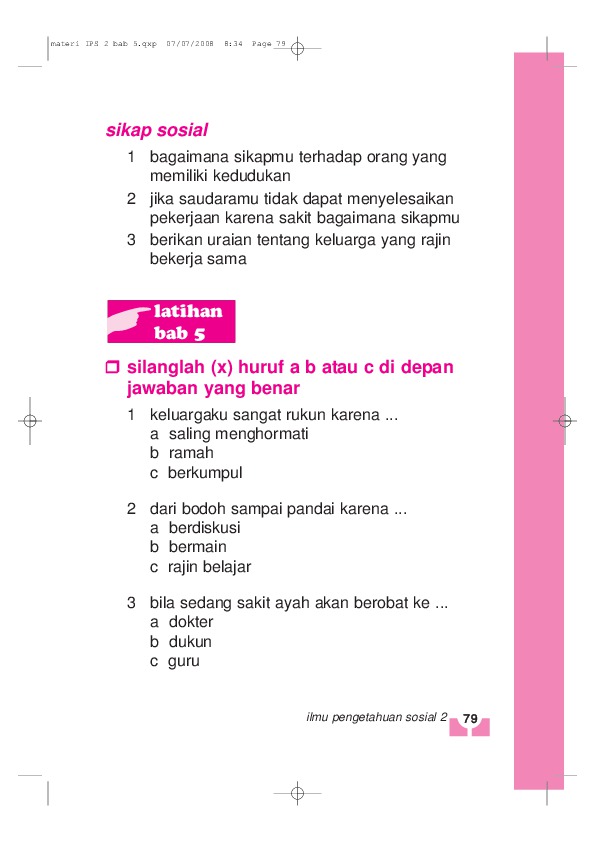 materi IPS 2 bab 5.qxp 07/07/2008 8:34 Page 79
sikap sosial
1 bagaimana sikapmu terhadap orang yang
memiliki kedudukan
2 jika saudaramu tidak dapat menyelesaikan
pekerjaan karena sakit bagaimana sikapmu
3 berikan uraian tentang keluarga yang rajin
bekerja sama
latihan
bab 5
❒ silanglah (x) huruf a b atau c di depan
jawaban yang benar
1 keluargaku sangat rukun karena ...
a saling menghormati
b ramah
c berkumpul
2 dari bodoh sampai pandai karena ...
a berdiskusi
b bermain
c rajin belajar
3 bila sedang sakit ayah akan berobat ke ...
a dokter
b dukun
c guru
ilmu pengetahuan sosial 2 79